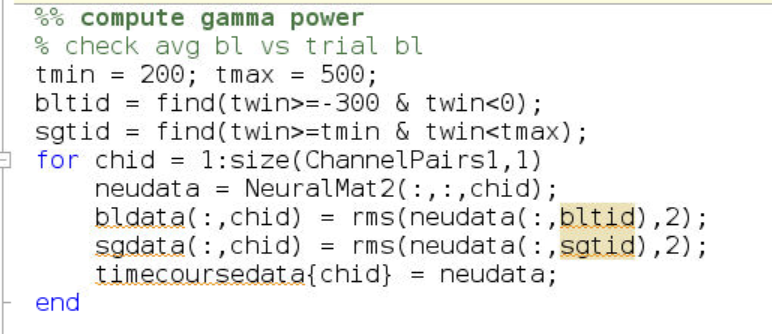 %% compute gamma power
% check avg bl vs trial bl
tmin = 200; tmax = 500;
bltid = find(twin>=-300 & twin<0);
sgtid = find(twin>=tmin & twin<tmax);
for chid = 1:size(ChannelPairs1,1)
    neudata = NeuralMat2(:,:,chid);
    bldata(:,chid) = rms(neudata(:,bltid),2);
    sgdata(:,chid) = rms(neudata(:,sgtid),2);
    timecoursedata{chid} = neudata;
end